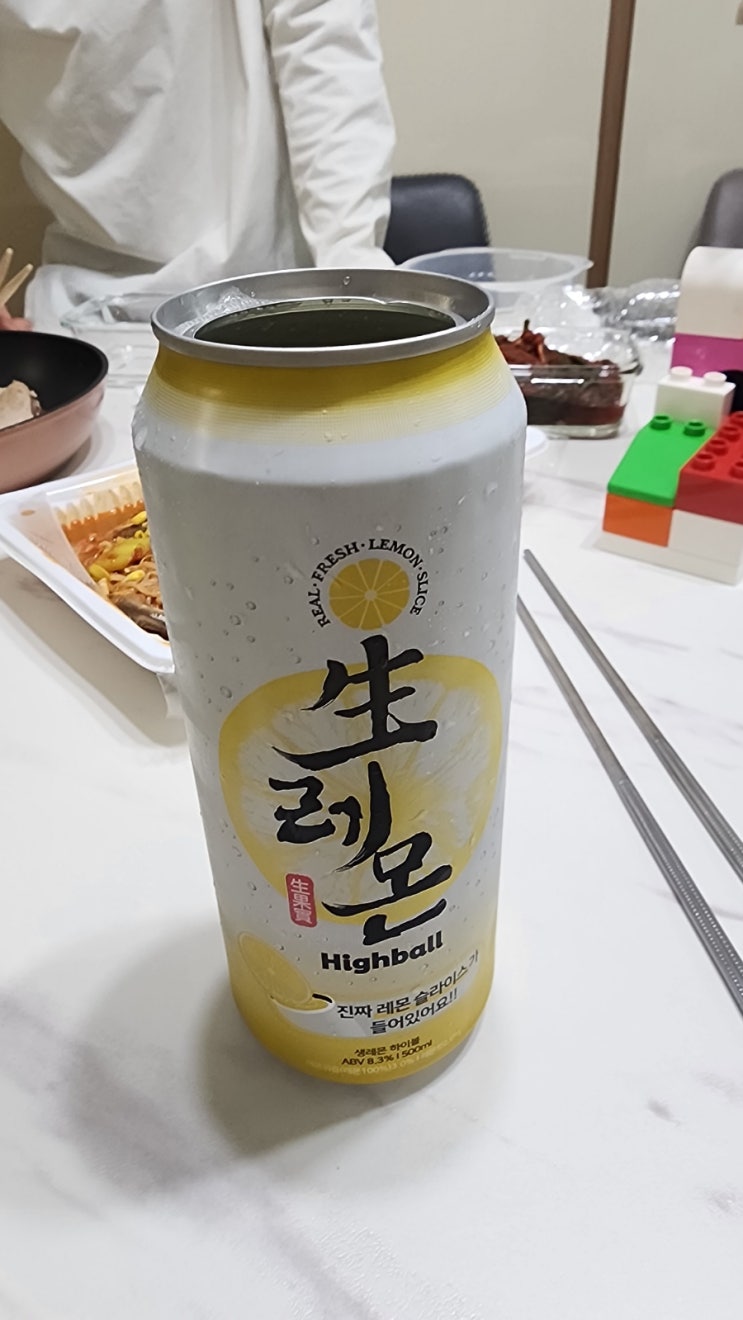 REAL·FRESH·LEMON·SLICE
生
레
몬
生果實
Highball
진짜 레몬 슬라이스가
들어있어요!!
생레몬 하이볼
ABV 8.3% | 500ml